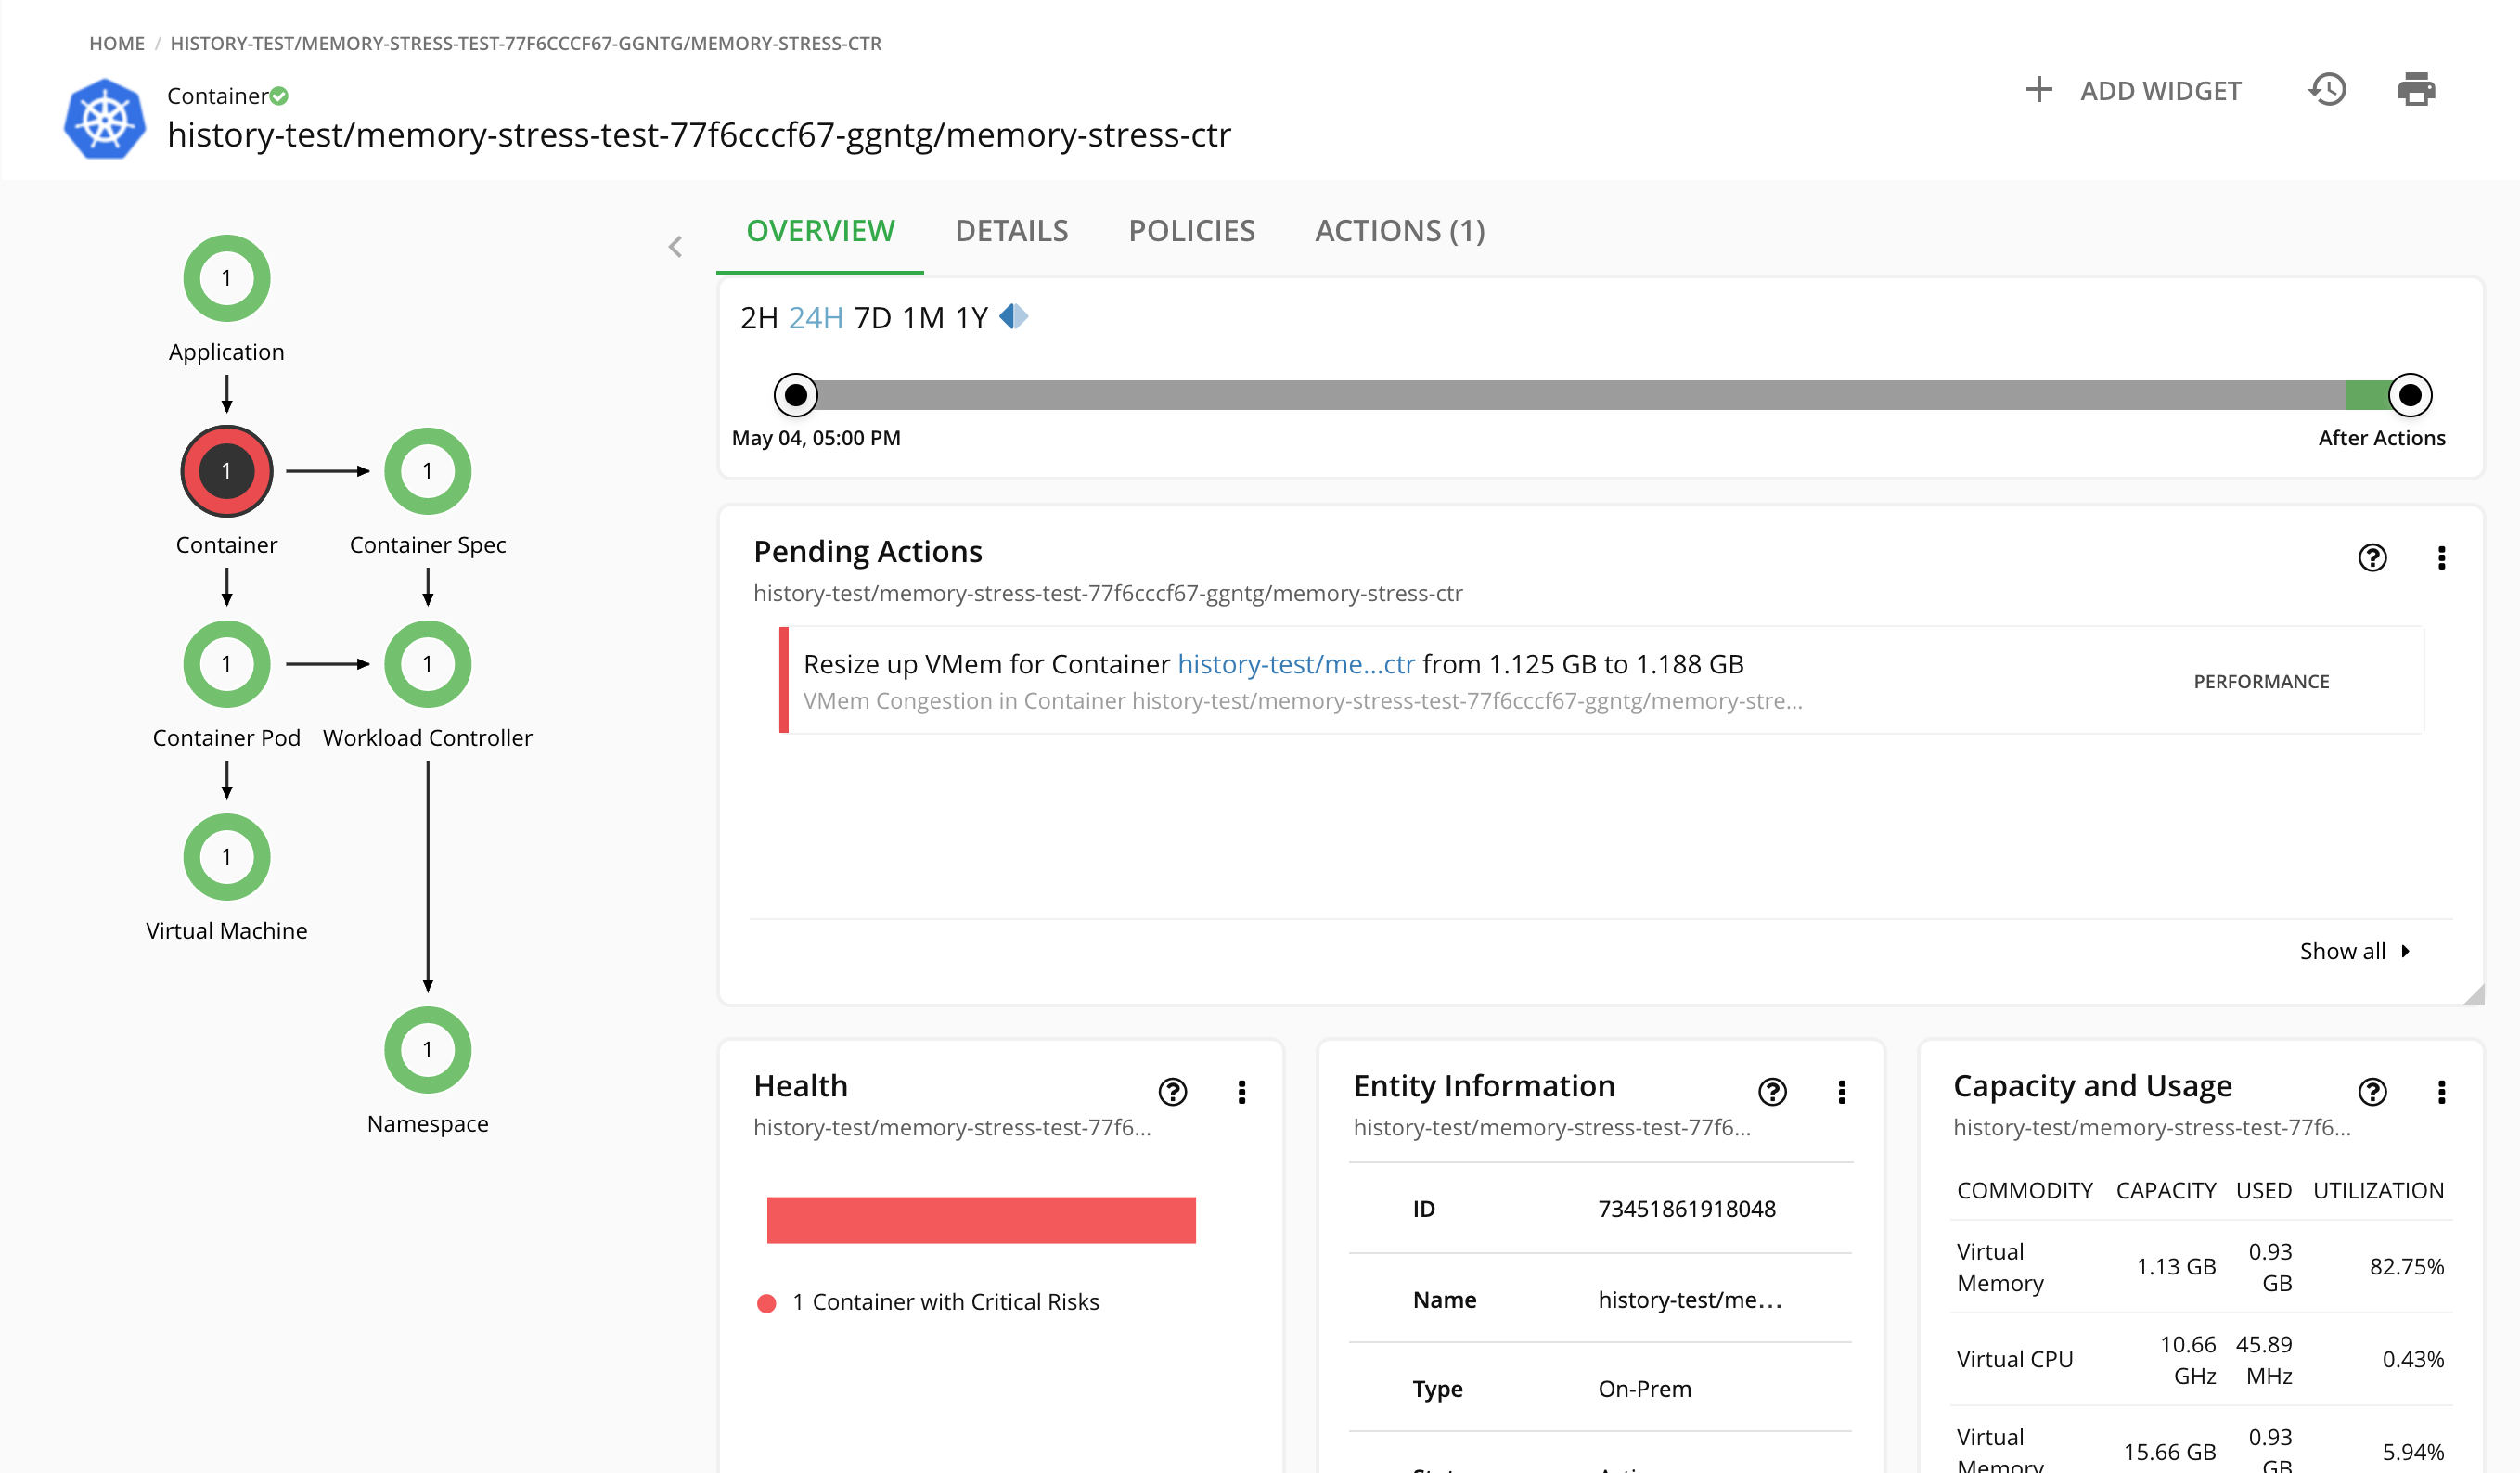 HOME / HISTORY-TEST/MEMORY-STRESS-TEST-77F6CCCF67-GGNTG/MEMORY-STRESS-CTR
Container
history-test/memory-stress-test-77f6cccf67-ggntg/memory-stress-ctr
ADD WIDGET
1
Application
1
Container
1
Container Spec
1
Container Pod
1
Workload Controller
1
Virtual Machine
1
Namespace
OVERVIEW DETAILS POLICIES ACTIONS (1)
2H 24H 7D 1M 1Y
May 04, 05:00 PM
After Actions
Pending Actions
history-test/memory-stress-test-77f6cccf67-ggntg/memory-stress-ctr
Resize up VMem for Container history-test/me...ctr from 1.125 GB to 1.188 GB
VMem Congestion in Container history-test/memory-stress-test-77f6cccf67-ggntg/memory-stre...
PERFORMANCE
Show all
Health
history-test/memory-stress-test-77f6...
1 Container with Critical Risks
Entity Information
history-test/memory-stress-test-77f6...
ID 73451861918048
Name history-test/me...
Type On-Prem
Capacity and Usage
history-test/memory-stress-test-77f6...
COMMODITY CAPACITY USED UTILIZATION
Virtual Memory 1.13 GB 0.93 GB 82.75%
Virtual CPU 10.66 GHz 45.89 MHz 0.43%
Virtual Memory 15.66 GB 0.93 GB 5.94%